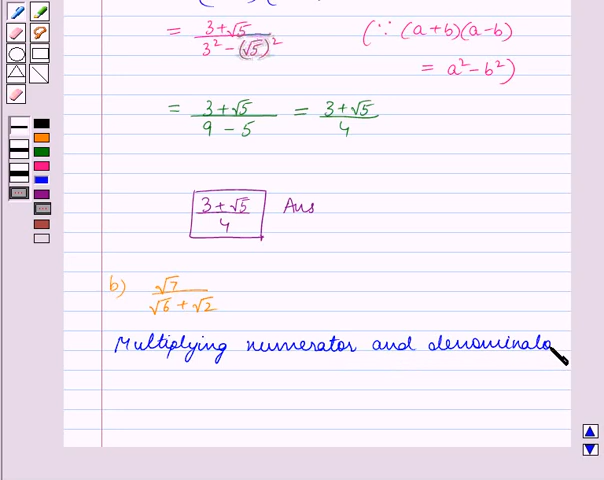 = 3+√5 / 3² – (√5)² (∵ (a+b)(a-b)
= a²-b²)
= 3+√5 / 9 – 5 = 3+√5 / 4
3+√5 / 4 Ans
b) √7 / √6 + √2
Multiplying numerator and denominato